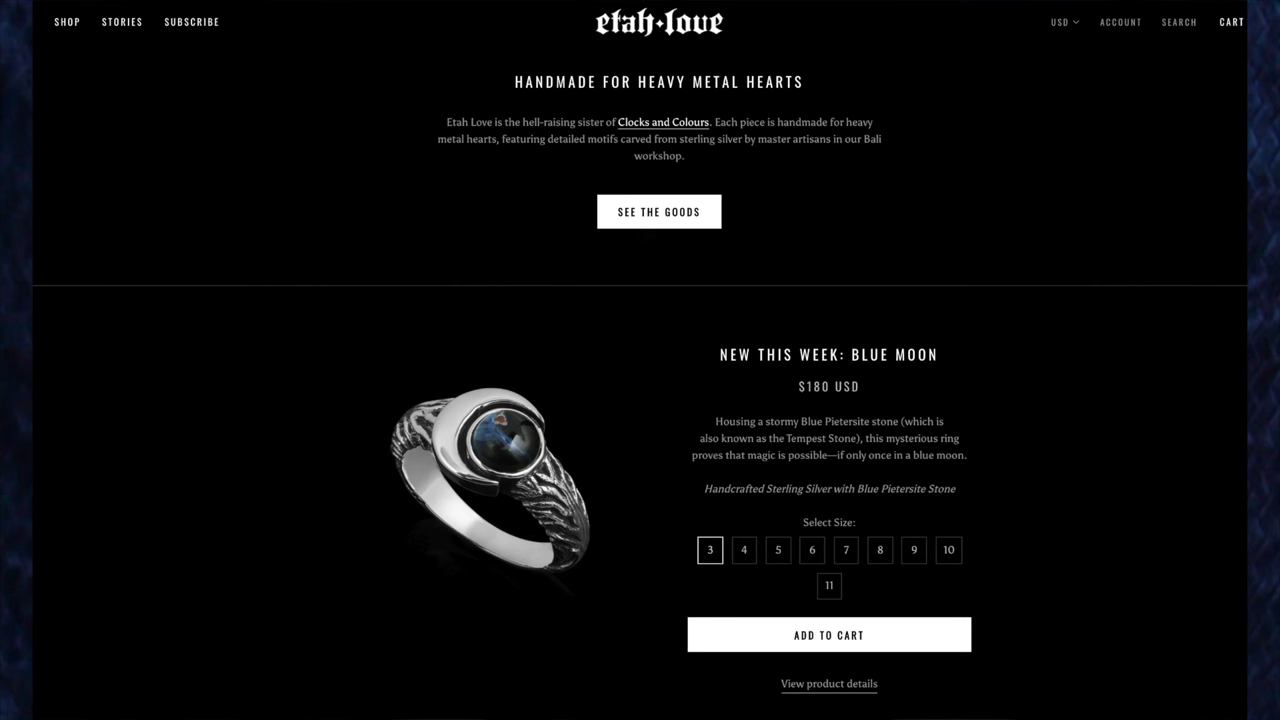 SHOP STORIES SUBSCRIBE etah·love USD ACCOUNT SEARCH CART
HANDMADE FOR HEAVY METAL HEARTS
Etah Love is the hell-raising sister of Clocks and Colours. Each piece is handmade for heavy
metal hearts, featuring detailed motifs carved from sterling silver by master artisans in our Bali
workshop.
SEE THE GOODS
NEW THIS WEEK: BLUE MOON
$180 USD
Housing a stormy Blue Pietersite stone (which is
also known as the Tempest Stone), this mysterious ring
proves that magic is possible—if only once in a blue moon.
Handcrafted Sterling Silver with Blue Pietersite Stone
Select Size:
3 4 5 6 7 8 9 10
11
ADD TO CART
View product details